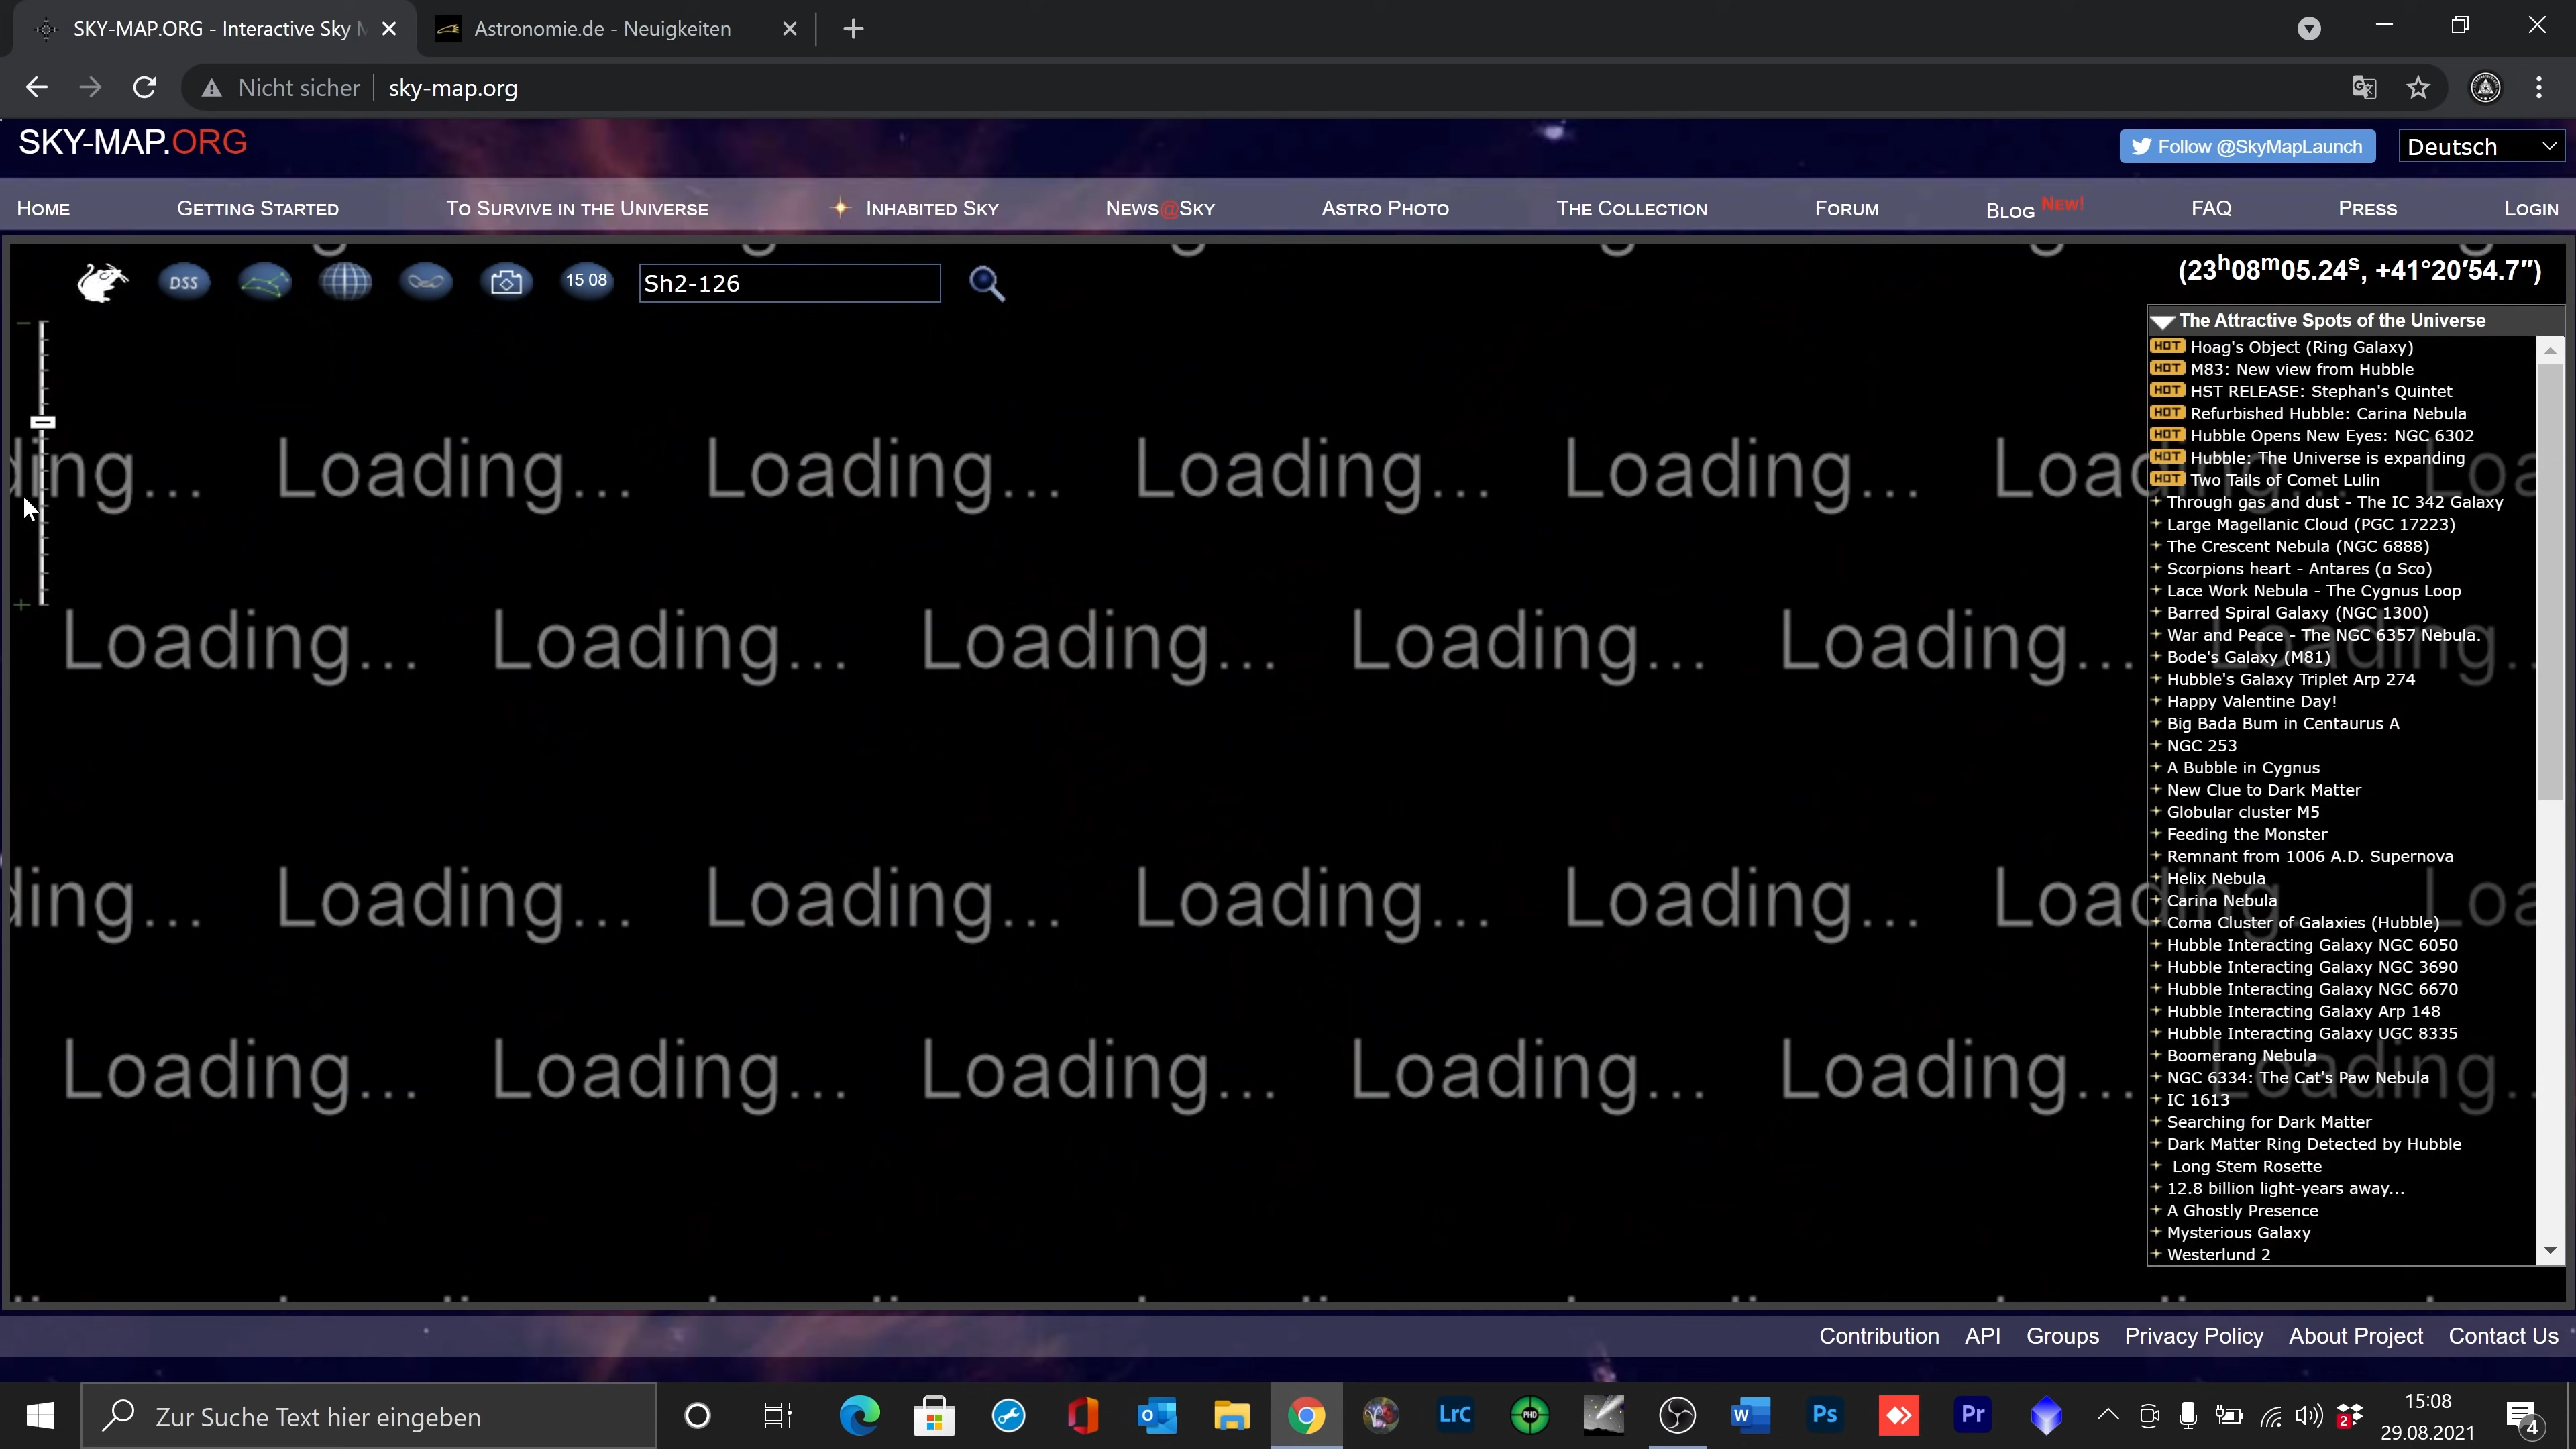 SKY-MAP.ORG - Interactive Sky
Astronomie.de - Neuigkeiten
Nicht sicher
sky-map.org
SKY-MAP.ORG
Follow @SkyMapLaunch
Deutsch
HOME GETTING STARTED TO SURVIVE IN THE UNIVERSE INHABITED SKY NEWS@SKY ASTRO PHOTO THE COLLECTION FORUM BLOG New! FAQ PRESS LOGIN
DSS
15 08
Sh2-126
(23h08m05.24s, +41°20′54.7″)
The Attractive Spots of the Universe
HOT Hoag's Object (Ring Galaxy)
HOT M83: New view from Hubble
HOT HST RELEASE: Stephan's Quintet
HOT Refurbished Hubble: Carina Nebula
HOT Hubble Opens New Eyes: NGC 6302
HOT Hubble: The Universe is expanding
HOT Two Tails of Comet Lulin
Through gas and dust - The IC 342 Galaxy
Large Magellanic Cloud (PGC 17223)
The Crescent Nebula (NGC 6888)
Scorpions heart - Antares (α Sco)
Lace Work Nebula - The Cygnus Loop
Barred Spiral Galaxy (NGC 1300)
War and Peace - The NGC 6357 Nebula.
Bode's Galaxy (M81)
Hubble's Galaxy Triplet Arp 274
Happy Valentine Day!
Big Bada Bum in Centaurus A
NGC 253
A Bubble in Cygnus
New Clue to Dark Matter
Globular cluster M5
Feeding the Monster
Remnant from 1006 A.D. Supernova
Helix Nebula
Carina Nebula
Coma Cluster of Galaxies (Hubble)
Hubble Interacting Galaxy NGC 6050
Hubble Interacting Galaxy NGC 3690
Hubble Interacting Galaxy NGC 6670
Hubble Interacting Galaxy Arp 148
Hubble Interacting Galaxy UGC 8335
Boomerang Nebula
NGC 6334: The Cat's Paw Nebula
IC 1613
Searching for Dark Matter
Dark Matter Ring Detected by Hubble
Long Stem Rosette
12.8 billion light-years away...
A Ghostly Presence
Mysterious Galaxy
Westerlund 2
ding... Loading... Loading... Loading... Loading... Loading... Loa
Loading... Loading... Loading... Loading... Loading... Loading...
ding... Loading... Loading... Loading... Loading... Load Loa
Loading... Loading... Loading... Loading... Loading... Loading...
Contribution API Groups Privacy Policy About Project Contact Us
Zur Suche Text hier eingeben
LrC
PHD
W
Ps
Pr
2
15:08
29.08.2021
4